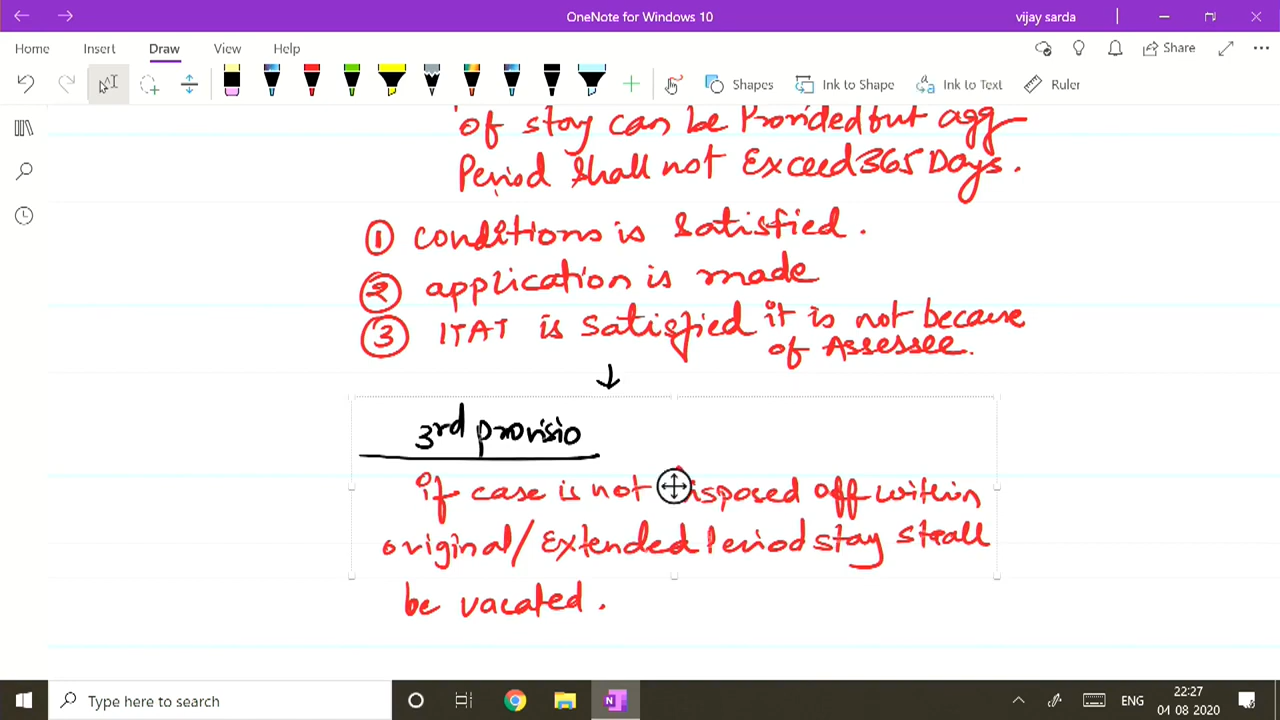 OneNote for Windows 10
vijay sarda
Home Insert Draw View Help
Share
Shapes
Ink to Shape
Ink to Text
Ruler
of stay can be Provided but agg
Period shall not Exceed 365 Days.
① conditions is satisfied.
② application is made
③ ITAT is satisfied it is not because
of Assessee.
3rd provisio
if case is not disposed off within
original/Extended Period stay shall
be vacated.
Type here to search
ENG
22:27
04-08-2020